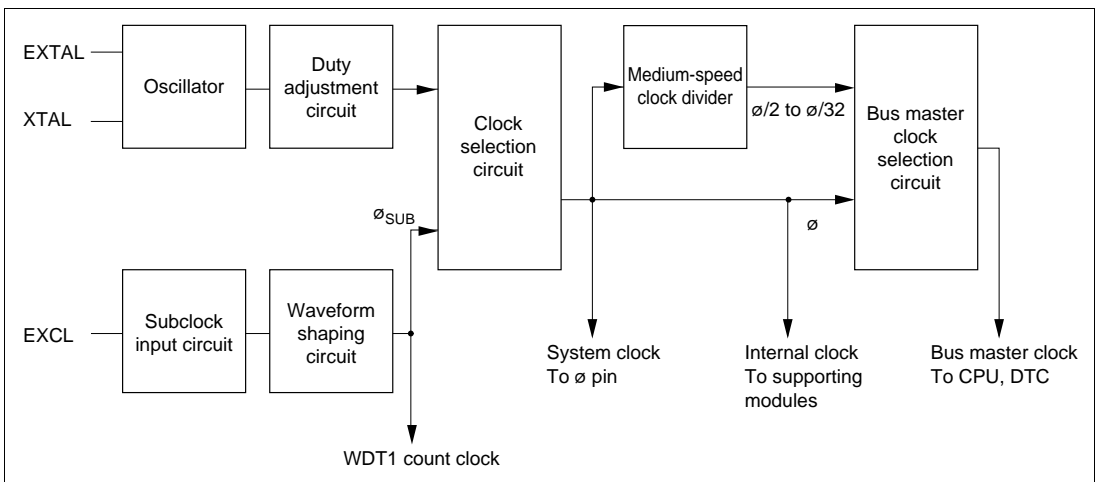 EXTAL
XTAL
Oscillator
Duty
adjustment
circuit
Clock
selection
circuit
Medium-speed
clock divider
ø/2 to ø/32
Bus master
clock
selection
circuit
øSUB
ø
EXCL
Subclock
input circuit
Waveform
shaping
circuit
System clock
To ø pin
Internal clock
To supporting
modules
Bus master clock
To CPU, DTC
WDT1 count clock